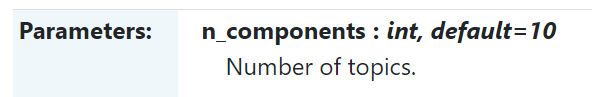 Parameters: n_components : int, default=10
Number of topics.